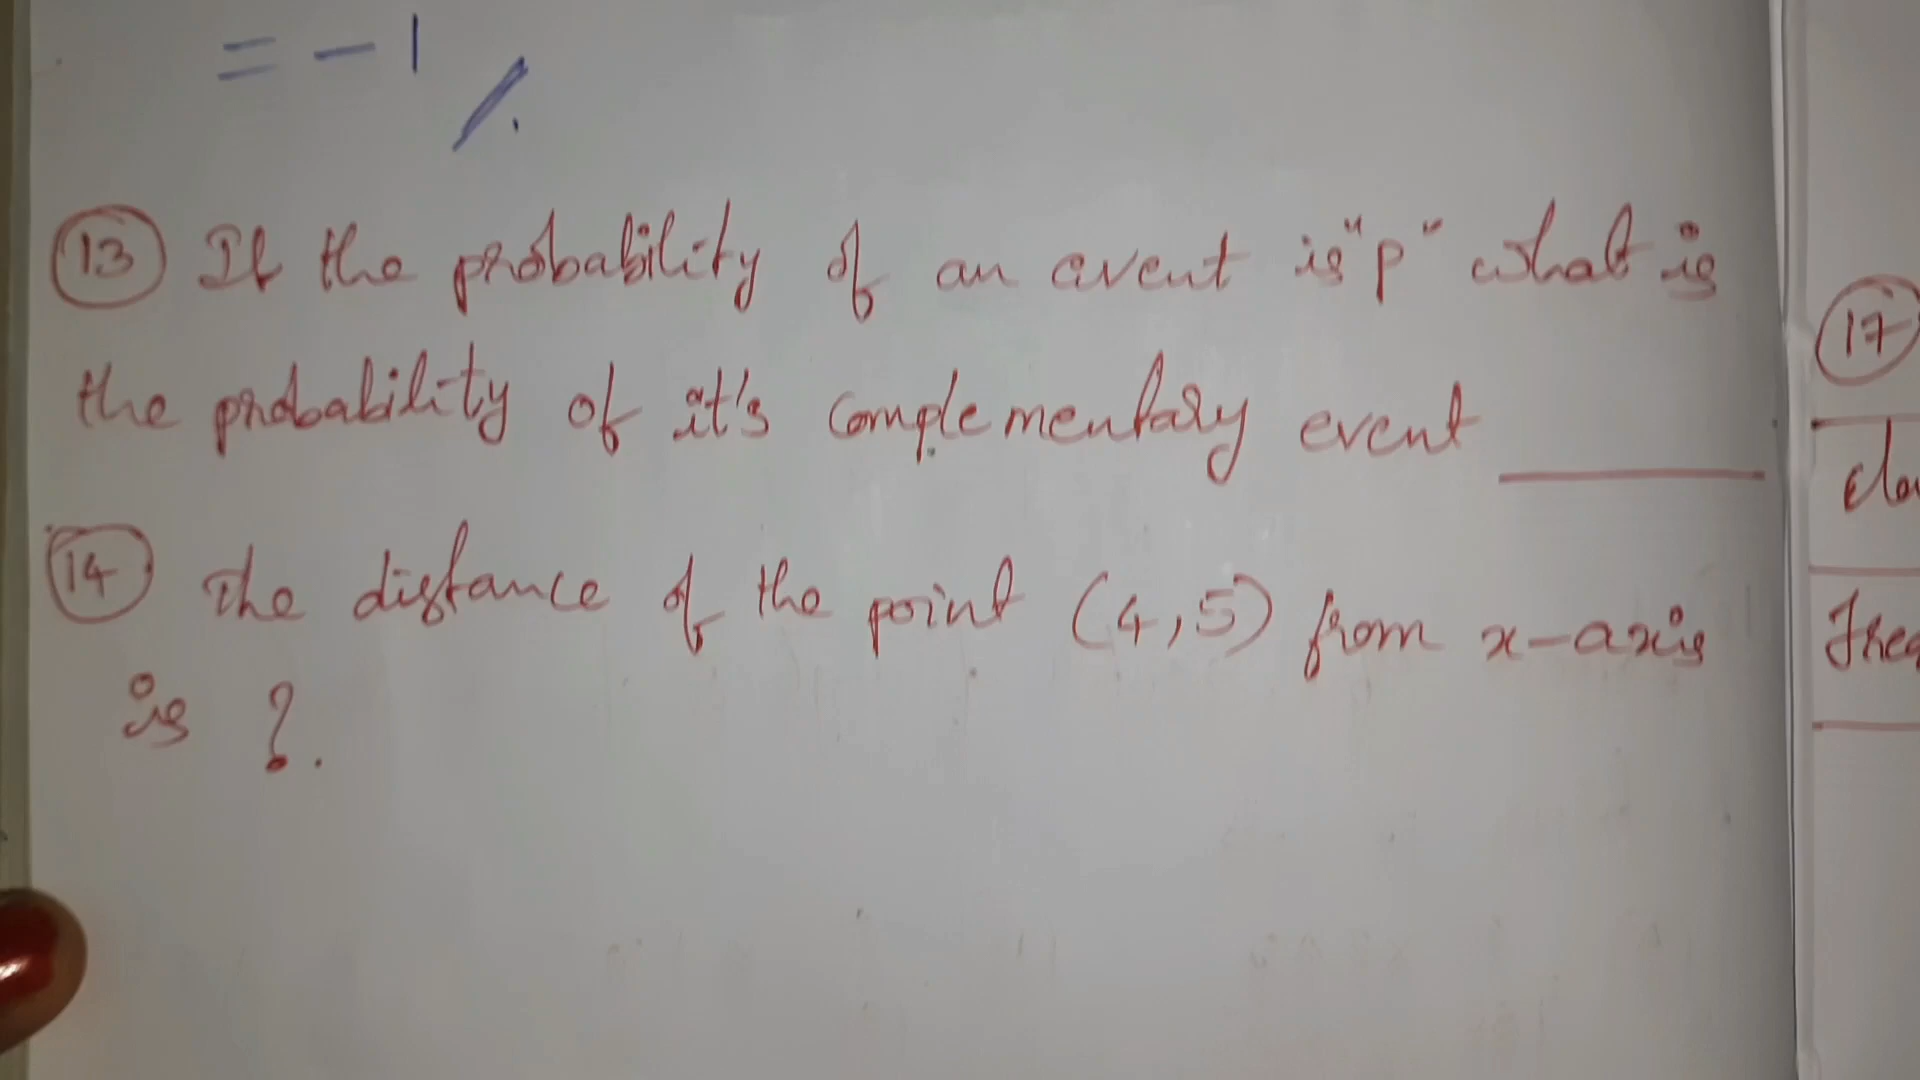 = - 1 /.
13 If the probability of an event is "p" what is
the probability of it's complementary event ____
14 The distance of the point (4,5) from x-axis
is ?.
17